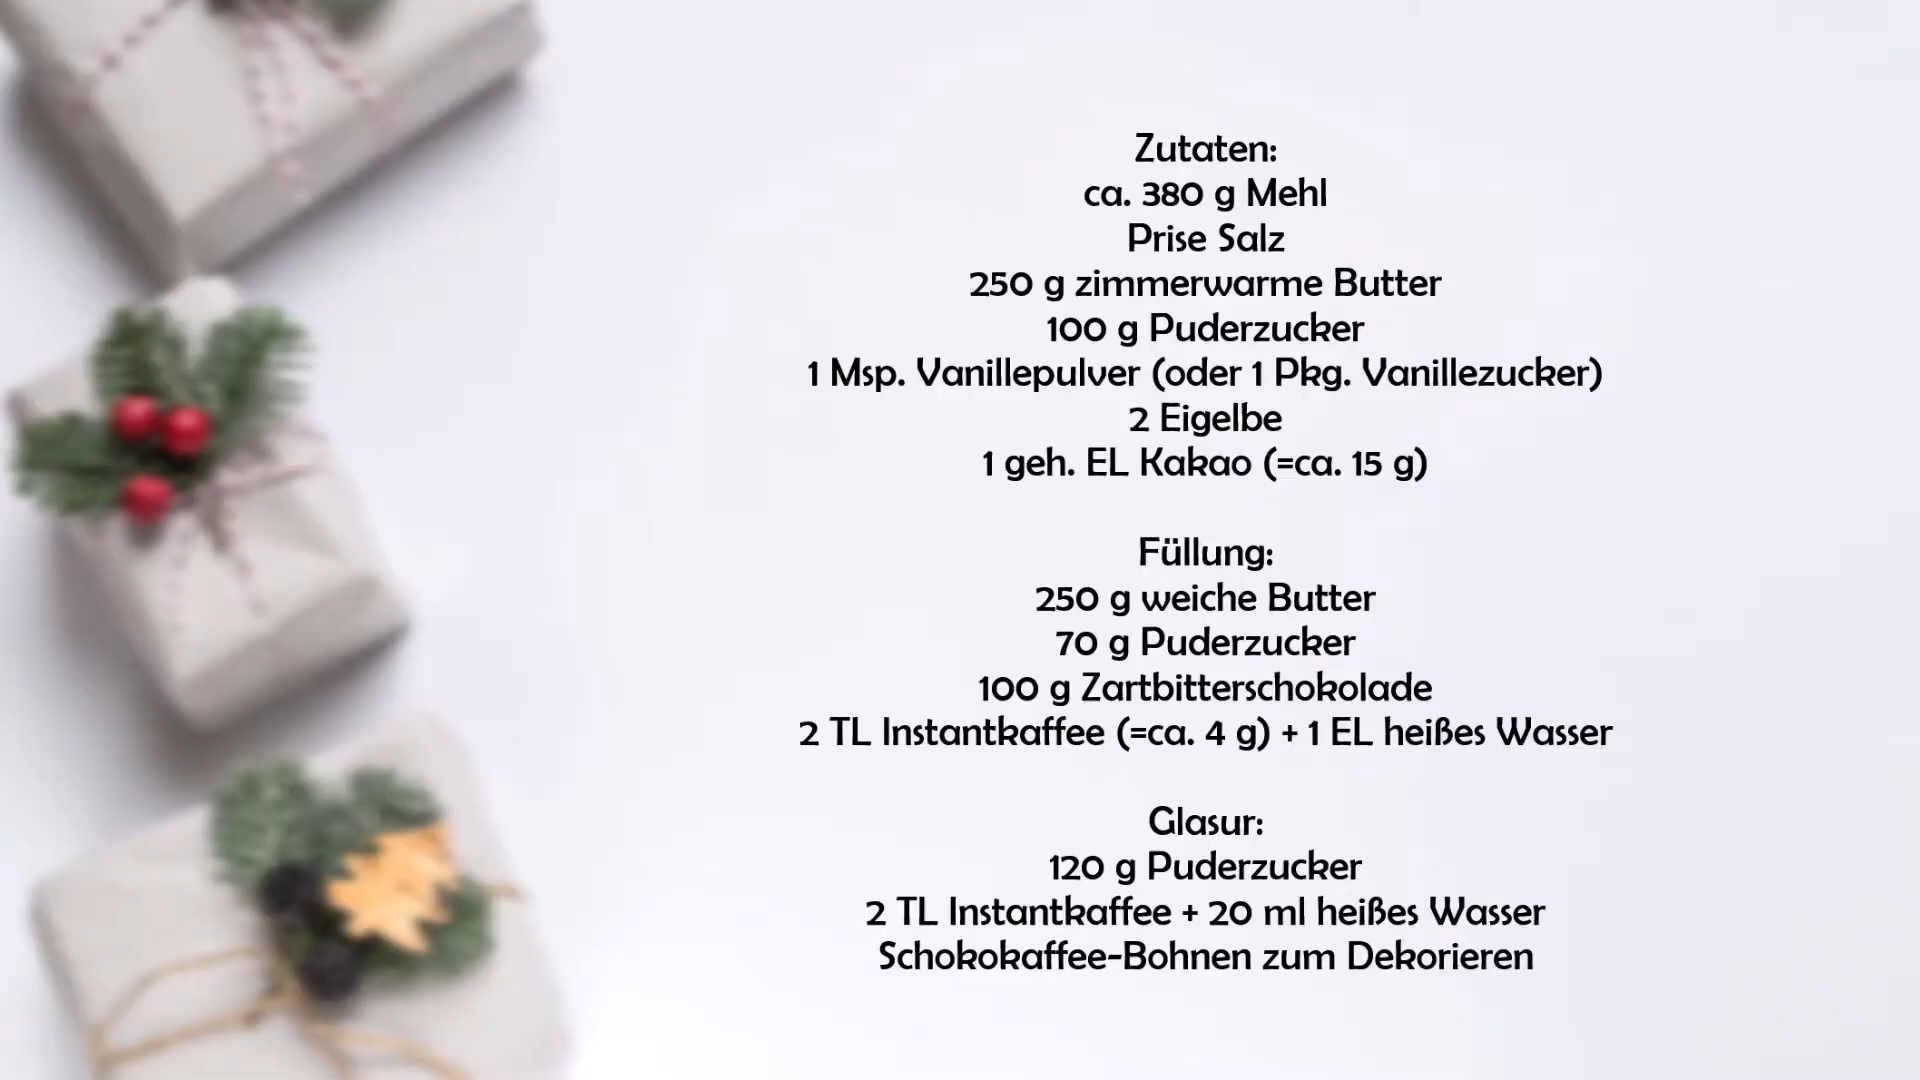 Zutaten:
ca. 380 g Mehl
Prise Salz
250 g zimmerwarme Butter
100 g Puderzucker
1 Msp. Vanillepulver (oder 1 Pkg. Vanillezucker)
2 Eigelbe
1 geh. EL Kakao (=ca. 15 g)
Füllung:
250 g weiche Butter
70 g Puderzucker
100 g Zartbitterschokolade
2 TL Instantkaffee (=ca. 4 g) + 1 EL heißes Wasser
Glasur:
120 g Puderzucker
2 TL Instantkaffee + 20 ml heißes Wasser
Schokokaffee-Bohnen zum Dekorieren